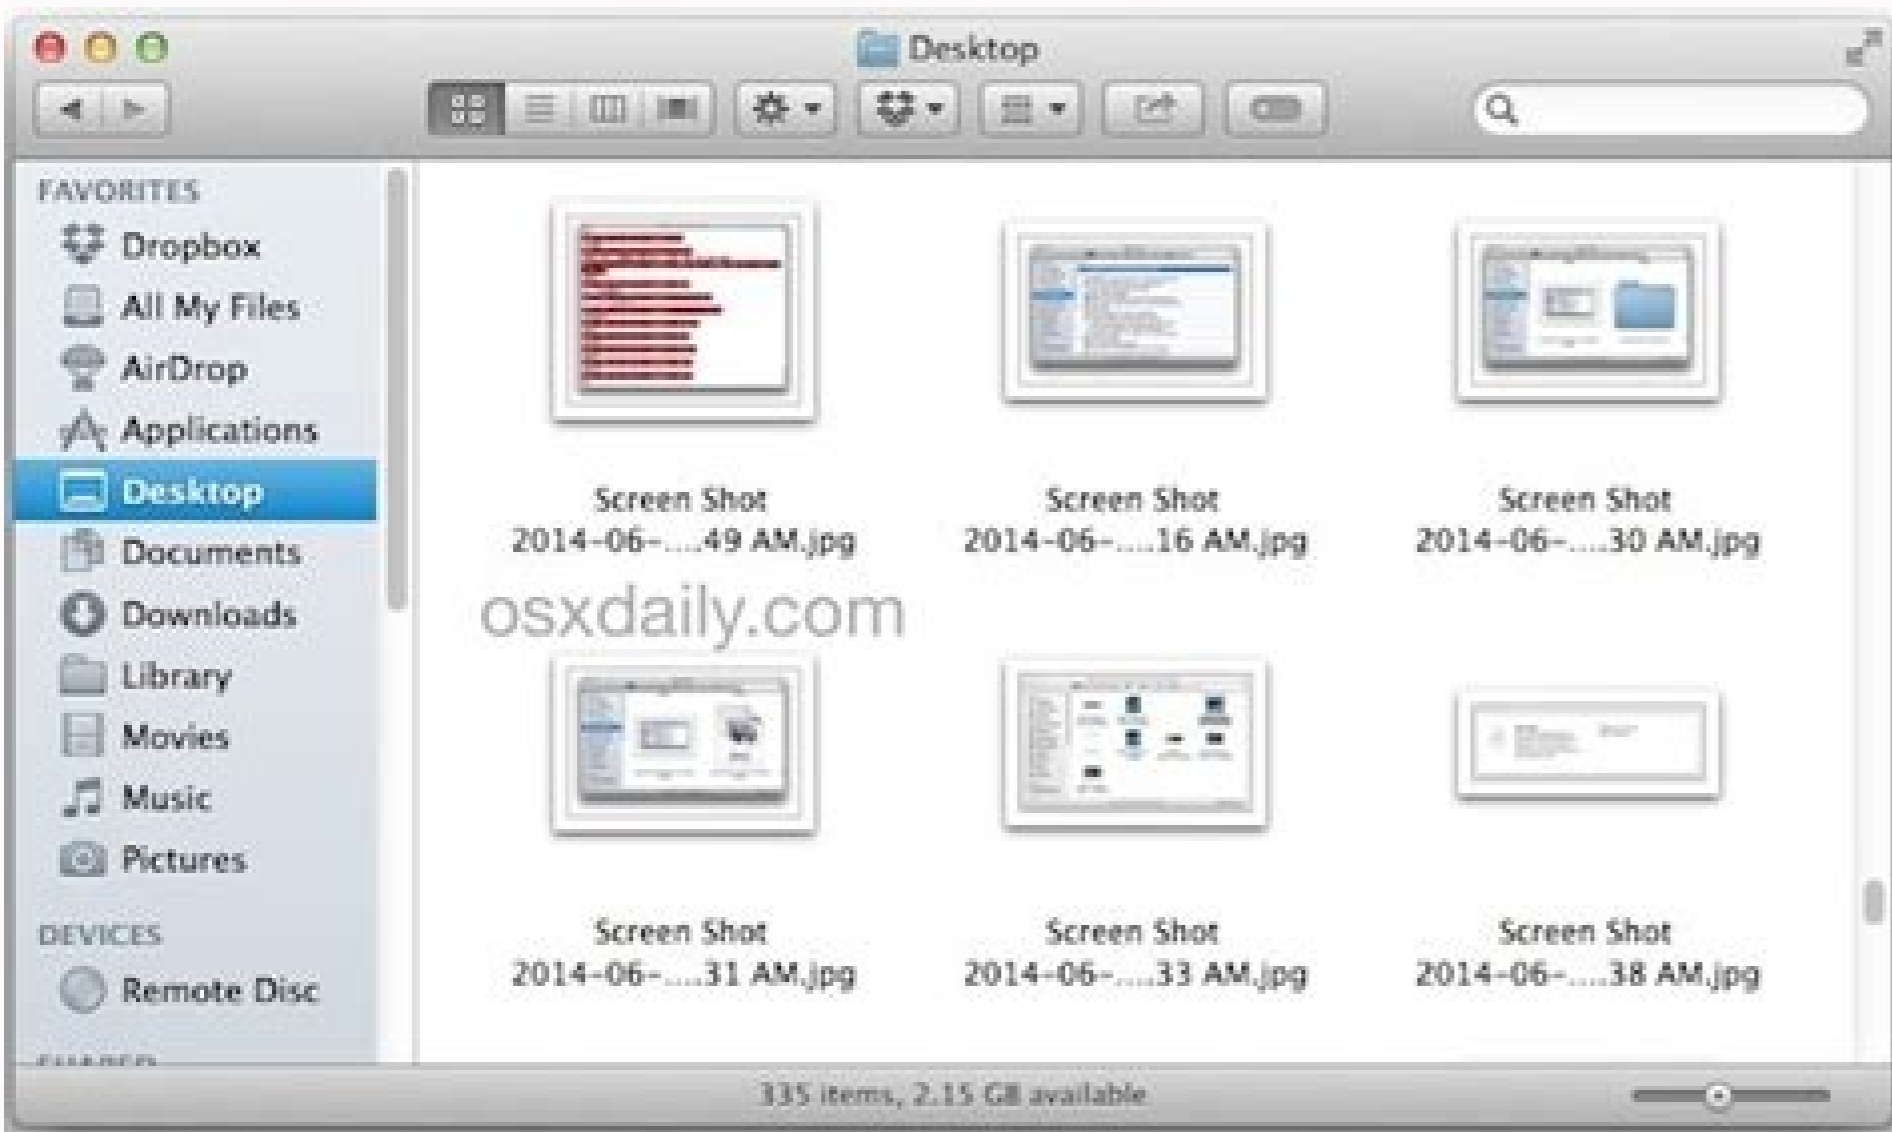 Desktop
FAVORITES
Dropbox
All My Files
AirDrop
Applications
Desktop
Documents
Downloads
Library
Movies
Music
Pictures
DEVICES
Remote Disc
SHARED
Screen Shot
2014-06-....49 AM.jpg
Screen Shot
2014-06-....16 AM.jpg
Screen Shot
2014-06-....30 AM.jpg
osxdaily.com
Screen Shot
2014-06-....31 AM.jpg
Screen Shot
2014-06-....33 AM.jpg
Screen Shot
2014-06-....38 AM.jpg
335 items, 2.15 GB available